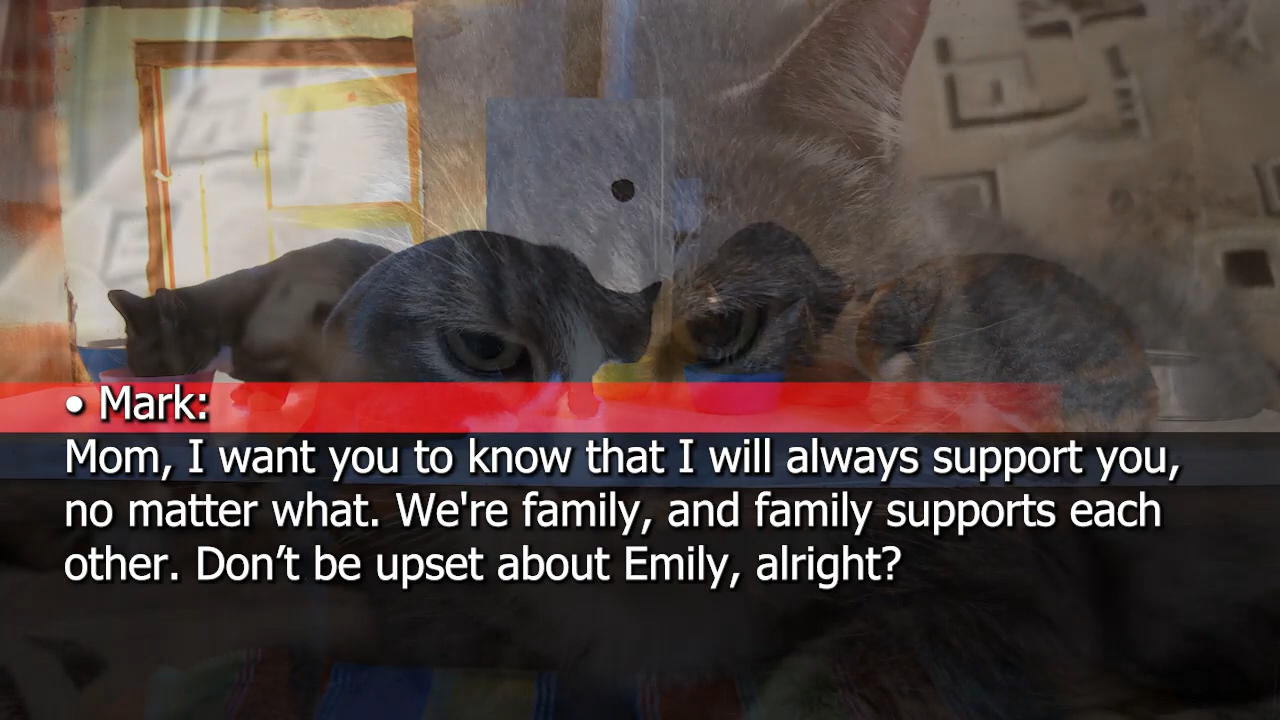 • Mark:
Mom, I want you to know that I will always support you,
no matter what. We're family, and family supports each
other. Don’t be upset about Emily, alright?